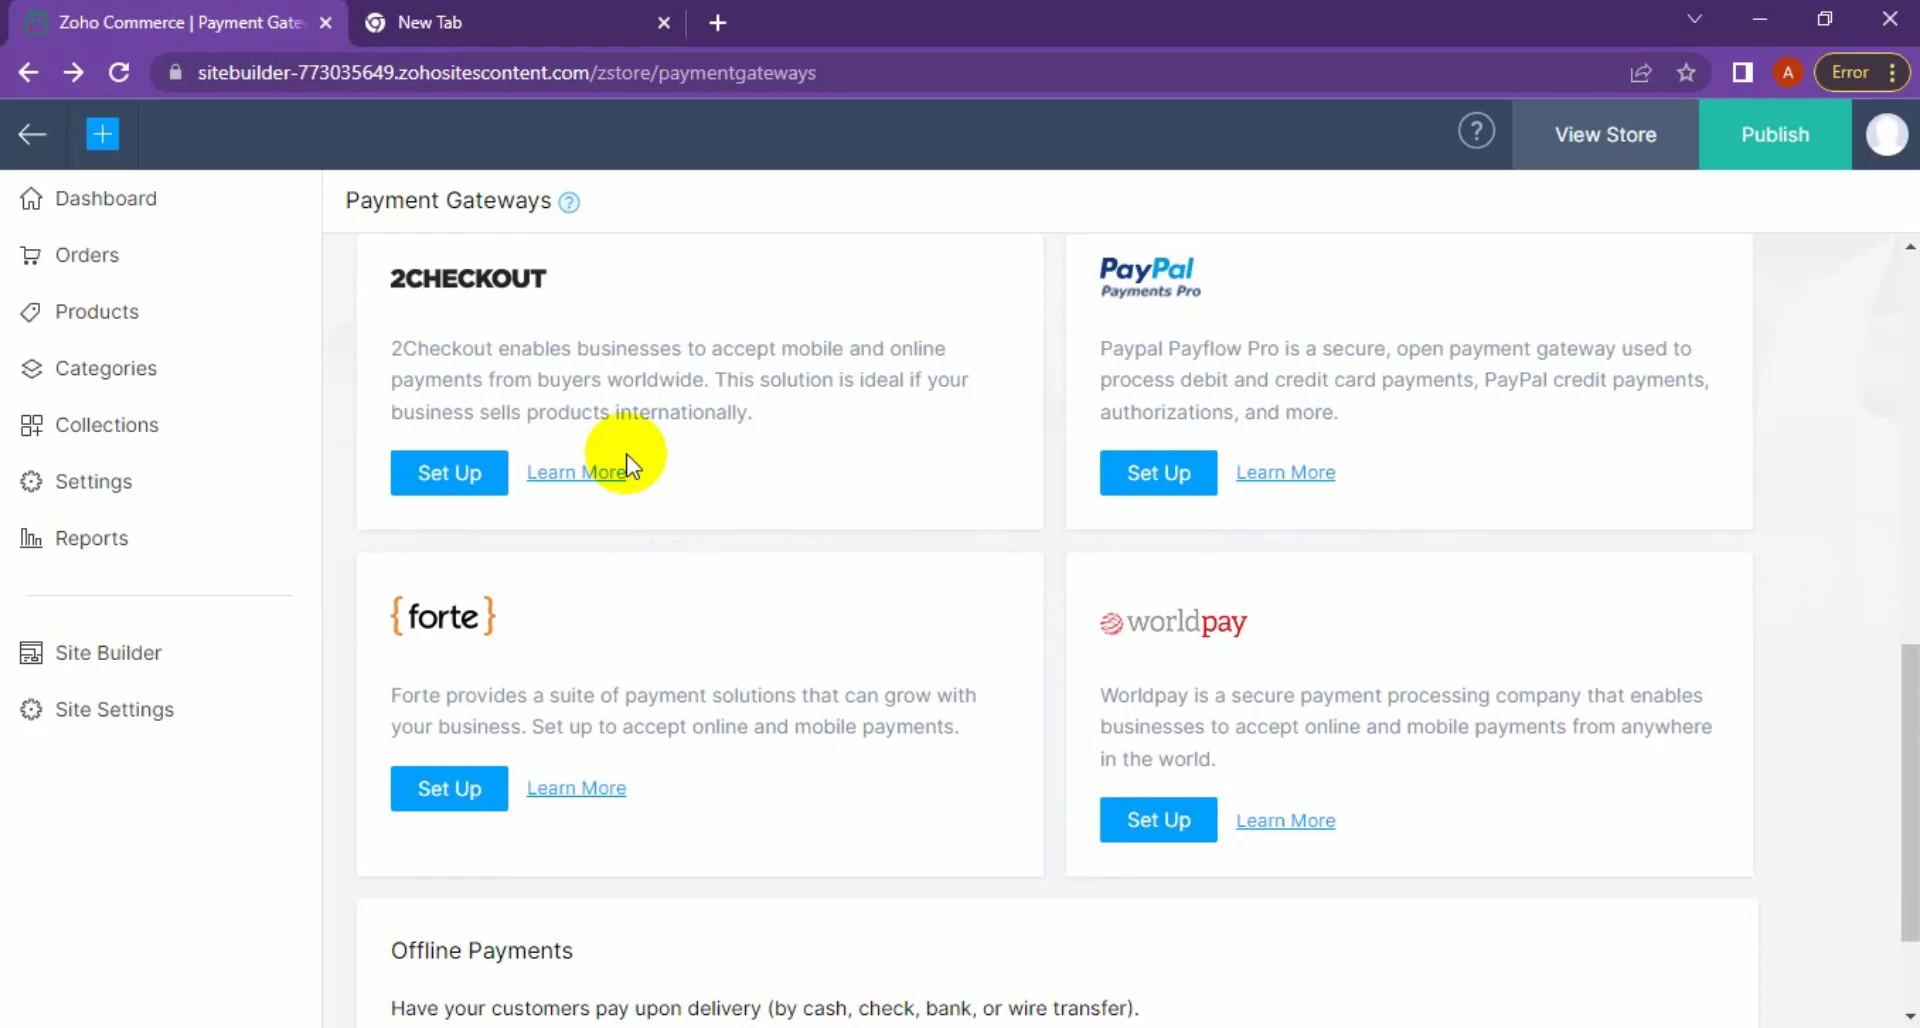 Zoho Commerce | Payment Gate
New Tab
sitebuilder-773035649.zohositescontent.com/zstore/paymentgateways
A
Error
View Store
Publish
Dashboard
Orders
Products
Categories
Collections
Settings
Reports
Site Builder
Site Settings
Payment Gateways
2CHECKOUT
2Checkout enables businesses to accept mobile and online
payments from buyers worldwide. This solution is ideal if your
business sells products internationally.
Set Up
Learn More
PayPal
Payments Pro
Paypal Payflow Pro is a secure, open payment gateway used to
process debit and credit card payments, PayPal credit payments,
authorizations, and more.
Set Up
Learn More
{forte}
Forte provides a suite of payment solutions that can grow with
your business. Set up to accept online and mobile payments.
Set Up
Learn More
worldpay
Worldpay is a secure payment processing company that enables
businesses to accept online and mobile payments from anywhere
in the world.
Set Up
Learn More
Offline Payments
Have your customers pay upon delivery (by cash, check, bank, or wire transfer).